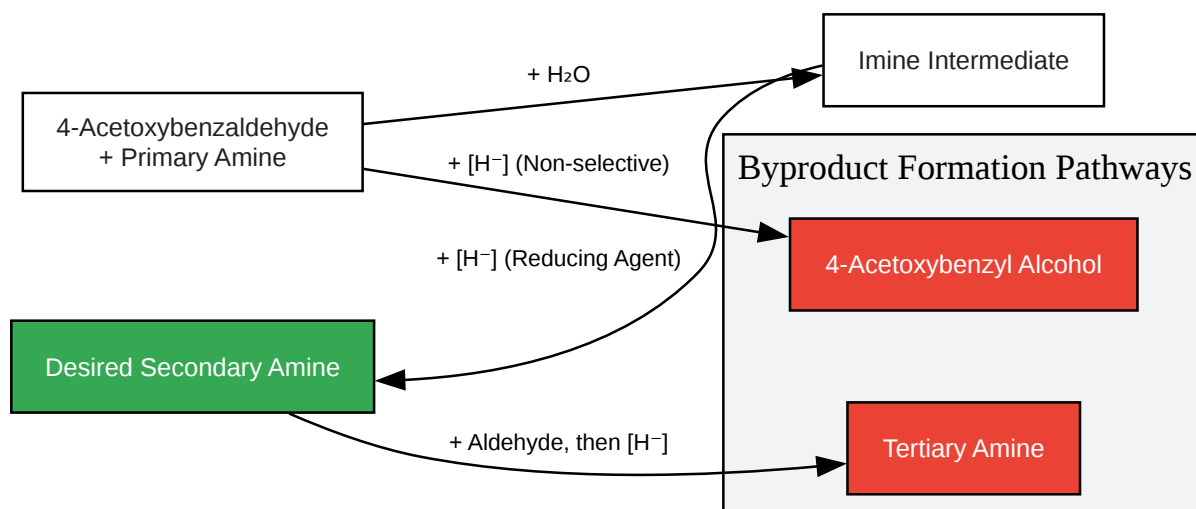 Imine Intermediate
+ H₂O
4-Acetoxybenzaldehyde
+ Primary Amine
+ [H⁻] (Non-selective)
Byproduct Formation Pathways
+ [H⁻] (Reducing Agent)
4-Acetoxybenzyl Alcohol
Desired Secondary Amine
+ Aldehyde, then [H⁻]
Tertiary Amine